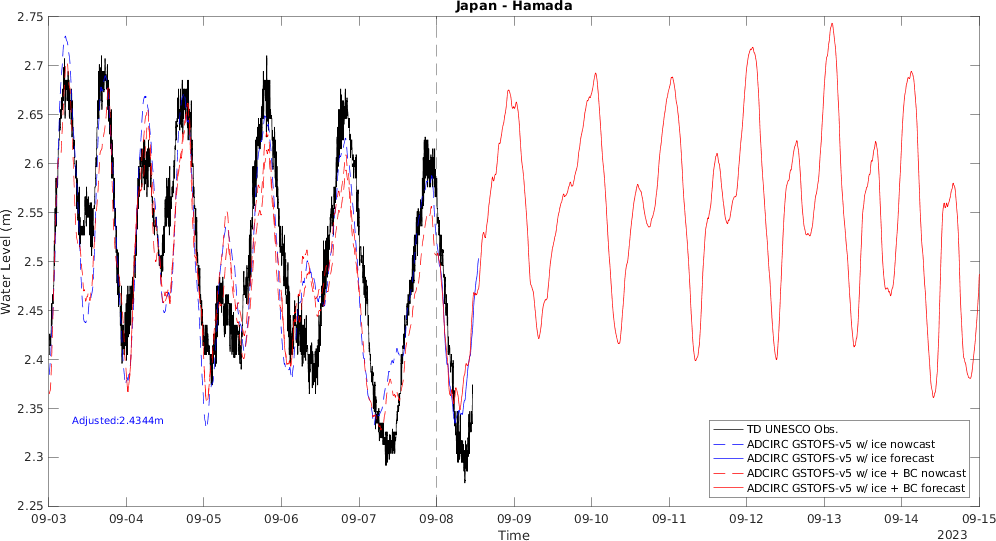 Japan - Hamada
2.75
2.7
2.65
2.6
2.55
2.5
2.45
2.4
2.35
2.3
2.25
Water Level (m)
Adjusted:2.4344m
TD UNESCO Obs.
ADCIRC GSTOFS-v5 w/ ice nowcast
ADCIRC GSTOFS-v5 w/ ice forecast
ADCIRC GSTOFS-v5 w/ ice + BC nowcast
ADCIRC GSTOFS-v5 w/ ice + BC forecast
09-03 09-04 09-05 09-06 09-07 09-08 09-09 09-10 09-11 09-12 09-13 09-14 09-15
Time
2023